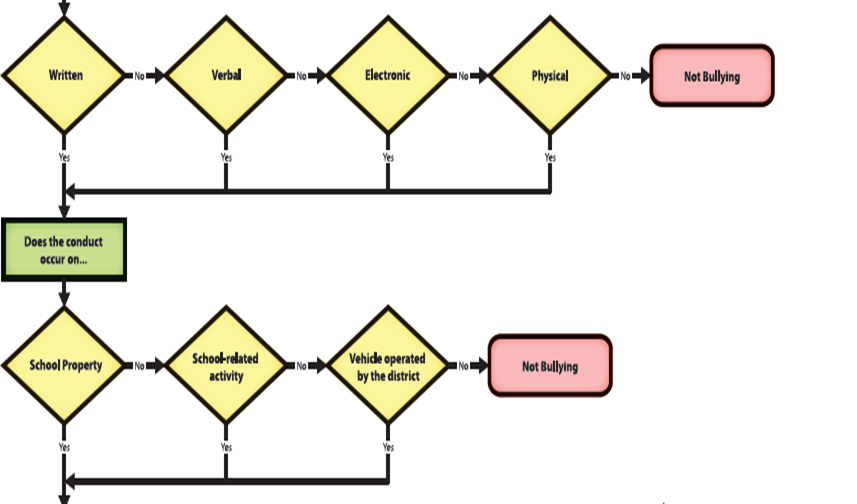 Written
No
Verbal
No
Electronic
No
Physical
No
Not Bullying
Yes
Yes
Yes
Yes
Does the conduct
occur on...
School Property
No
School-related
activity
No
Vehicle operated
by the district
No
Not Bullying
Yes
Yes
Yes